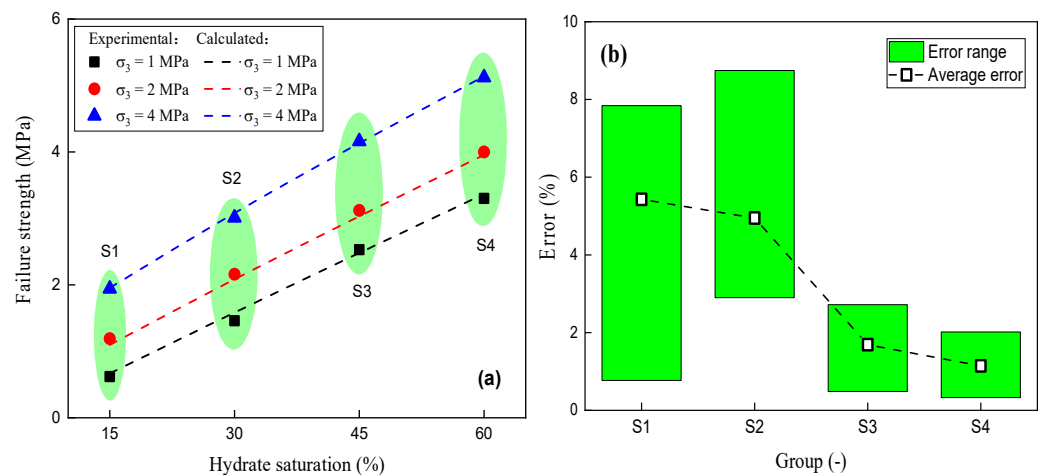 Experimental: Calculated:
σ3 = 1 MPa σ3 = 1 MPa
σ3 = 2 MPa σ3 = 2 MPa
σ3 = 4 MPa σ3 = 4 MPa
S1
S2
S3
S4
(a)
0
2
4
6
Failure strength (MPa)
15 30 45 60
Hydrate saturation (%)
(b)
Error range
Average error
0
2
4
6
8
10
Error (%)
S1 S2 S3 S4
Group (-)